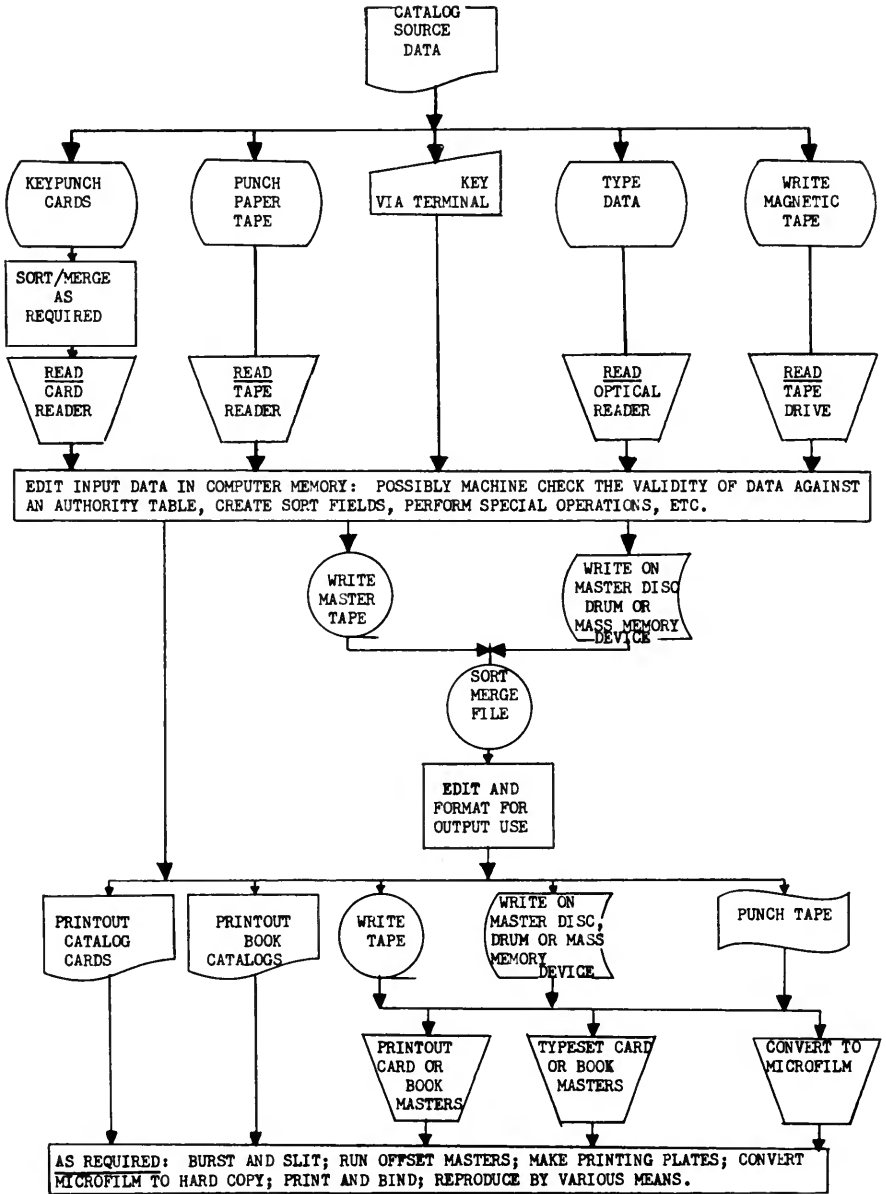 CATALOG
SOURCE
DATA
KEYPUNCH
CARDS
PUNCH
PAPER
TAPE
KEY
VIA TERMINAL
TYPE
DATA
WRITE
MAGNETIC
TAPE
SORT/MERGE
AS
REQUIRED
READ
CARD
READER
READ
TAPE
READER
READ
OPTICAL
READER
READ
TAPE
DRIVE
EDIT INPUT DATA IN COMPUTER MEMORY: POSSIBLY MACHINE CHECK THE VALIDITY OF DATA AGAINST
AN AUTHORITY TABLE, CREATE SORT FIELDS, PERFORM SPECIAL OPERATIONS, ETC.
WRITE
MASTER
TAPE
WRITE ON
MASTER DISC
DRUM OR
MASS MEMORY
DEVICE
SORT
MERGE
FILE
EDIT AND
FORMAT FOR
OUTPUT USE
PRINTOUT
CATALOG
CARDS
PRINTOUT
BOOK
CATALOGS
WRITE
TAPE
WRITE ON
MASTER DISC,
DRUM OR MASS
MEMORY
DEVICE
PUNCH TAPE
PRINTOUT
CARD OR
BOOK
MASTERS
TYPESET CARD
OR BOOK
MASTERS
CONVERT TO
MICROFILM
AS REQUIRED: BURST AND SLIT; RUN OFFSET MASTERS; MAKE PRINTING PLATES; CONVERT
MICROFILM TO HARD COPY; PRINT AND BIND; REPRODUCE BY VARIOUS MEANS.